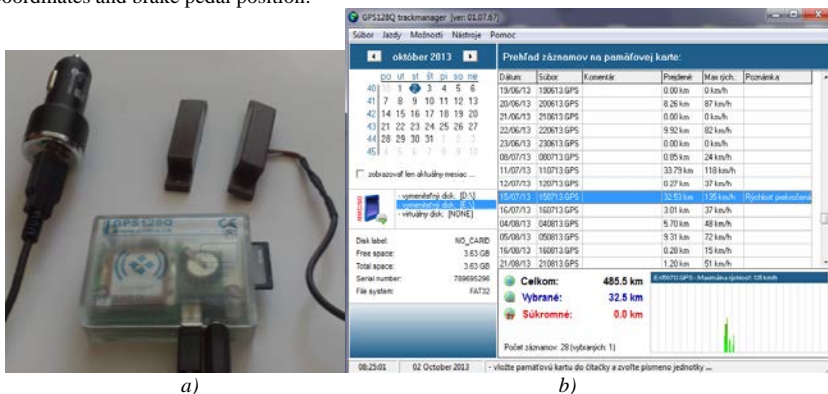 coordinates and brake pedal position.
GPS128Q
GPS128Q trackmanager [ver: 01.07.67]
Súbor Jazdy Možnosti Nástroje Pomoc
október 2013
po ut st št pi so ne
40 30 1 2 3 4 5 6
41 7 8 9 10 11 12 13
42 14 15 16 17 18 19 20
43 21 22 23 24 25 26 27
44 28 29 30 31 1 2 3
45 4 5 6 7 8 9 10
zobrazovať len aktuálny mesiac ...
MMC/SD
- vymeniteľný disk: [D:\]
- vymeniteľný disk: [E:\]
- virtuálny disk: [NONE]
Disk label: NO_CARID
Free space: 3.63 GB
Total space: 3.63 GB
Serial number: 789695296
File system: FAT32
Prehľad záznamov na pamäťovej karte:
Dátum: Súbor: Komentár: Prejdené: Max rých.: Poznámka:
19/06/13 190613.GPS 0.00 km 0 km/h
20/06/13 200613.GPS 8.26 km 87 km/h
21/06/13 210613.GPS 0.00 km 0 km/h
22/06/13 220613.GPS 9.92 km 82 km/h
23/06/13 230613.GPS 0.00 km 0 km/h
08/07/13 080713.GPS 0.85 km 24 km/h
11/07/13 110713.GPS 33.79 km 118 km/h
12/07/13 120713.GPS 0.27 km 37 km/h
15/07/13 150713.GPS 32.53 km 135 km/h Rýchlosť prekročená
16/07/13 160713.GPS 3.01 km 37 km/h
04/08/13 040813.GPS 5.70 km 48 km/h
05/08/13 050813.GPS 9.31 km 72 km/h
16/08/13 160813.GPS 0.28 km 15 km/h
21/08/13 210813.GPS 1.20 km 51 km/h
Celkom: 485.5 km
Vybrané: 32.5 km
Súkromné: 0.0 km
Počet záznamov: 28 (vybraných: 1)
E:\150713.GPS - Maximálna rýchlosť: 135 km/h
08:25:01 02 October 2013 - vložte pamäťovú kartu do čítačky a zvoľte písmeno jednotky ...
a) b)